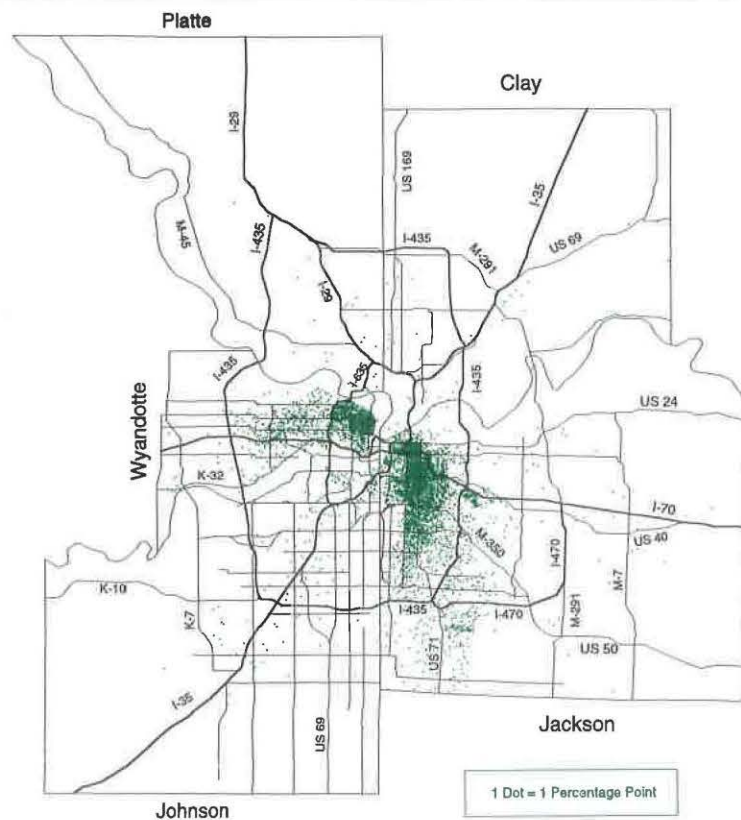 Platte
Clay
I-29
US 169
I-35
M-45
I-435
I-435
M-291
US 69
I-29
I-435
I-635
I-435
US 24
Wyandotte
K-32
I-70
M-350
US 40
I-470
K-10
M-7
K-7
I-435
I-470
M-291
US 71
US 50
I-35
US 69
Jackson
1 Dot = 1 Percentage Point
Johnson